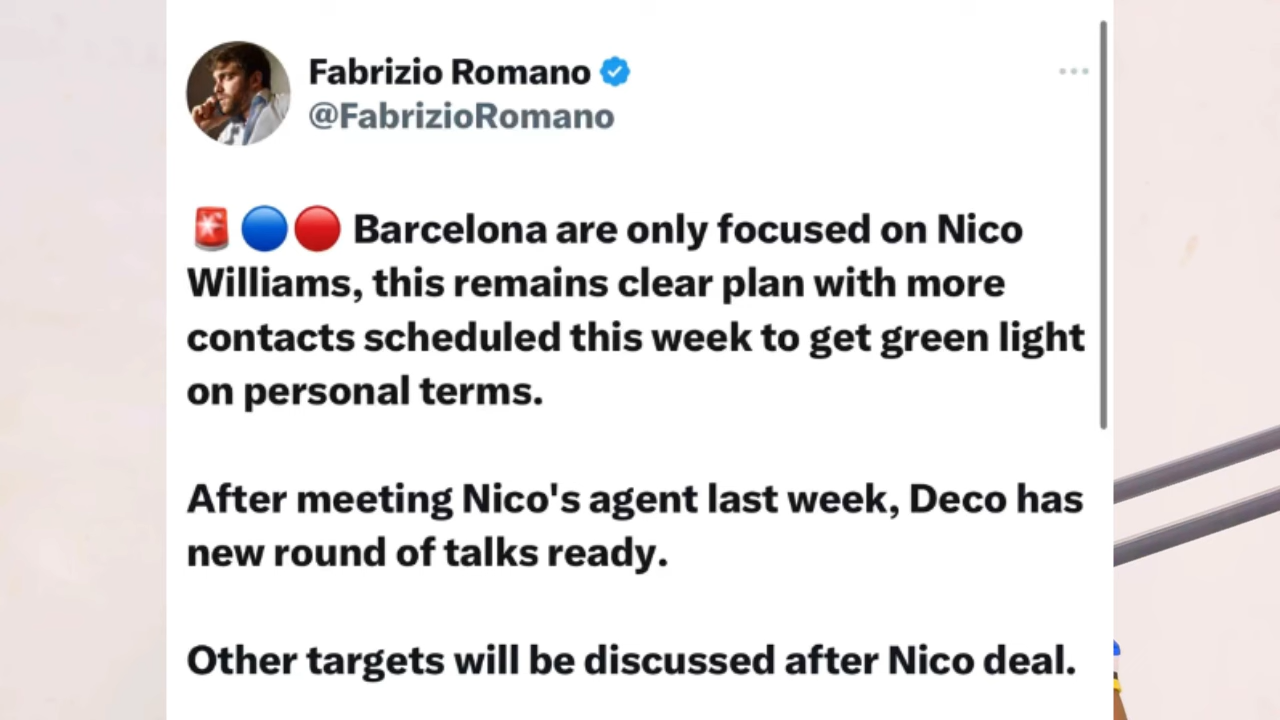 Fabrizio Romano
@FabrizioRomano
🚨🔵🔴 Barcelona are only focused on Nico
Williams, this remains clear plan with more
contacts scheduled this week to get green light
on personal terms.
After meeting Nico's agent last week, Deco has
new round of talks ready.
Other targets will be discussed after Nico deal.